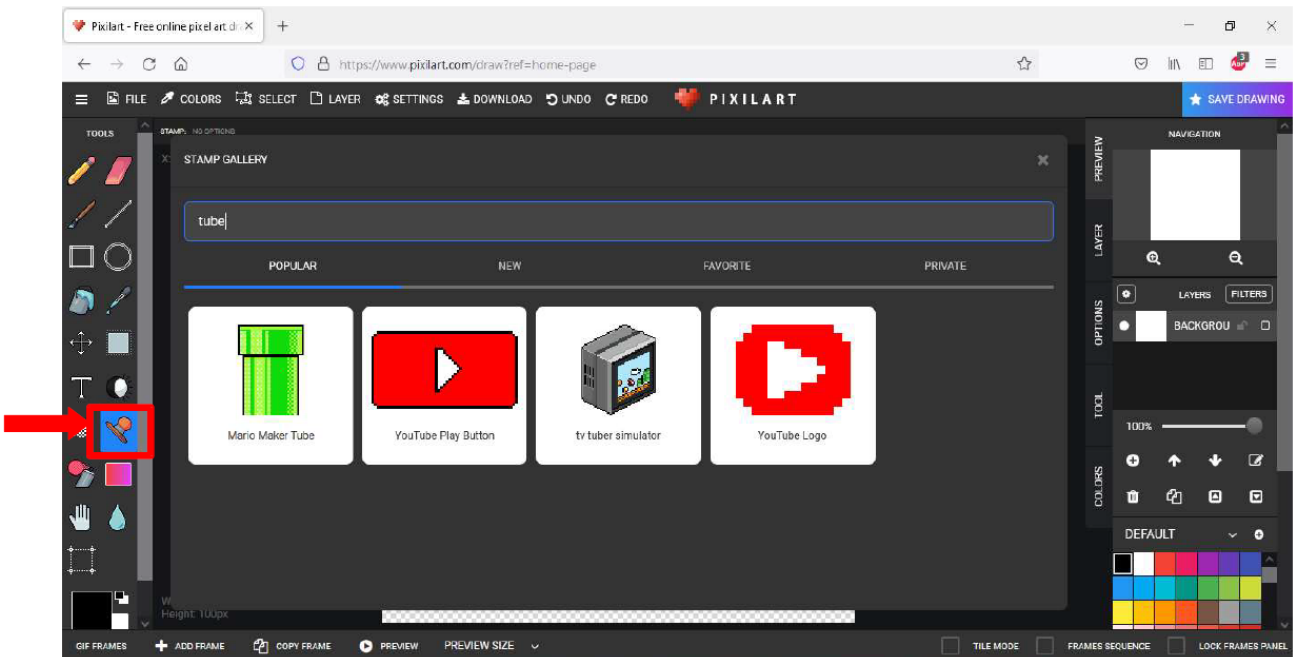 Pixilart - Free online pixel art dr
https://www.pixilart.com/draw?ref=home-page
FILE COLORS SELECT LAYER SETTINGS DOWNLOAD UNDO REDO PIXILART SAVE DRAWING
TOOLS
STAMP: NO OPTIONS
NAVIGATION
STAMP GALLERY
PREVIEW
tube
LAYER
POPULAR NEW FAVORITE PRIVATE
LAYERS FILTERS
OPTIONS
BACKGROU
Mario Maker Tube YouTube Play Button tv tuber simulator YouTube Logo
TOOL
100%
COLORS
DEFAULT
Height: 100px
GIF FRAMES ADD FRAME COPY FRAME PREVIEW PREVIEW SIZE TILE MODE FRAMES SEQUENCE LOCK FRAMES PANEL